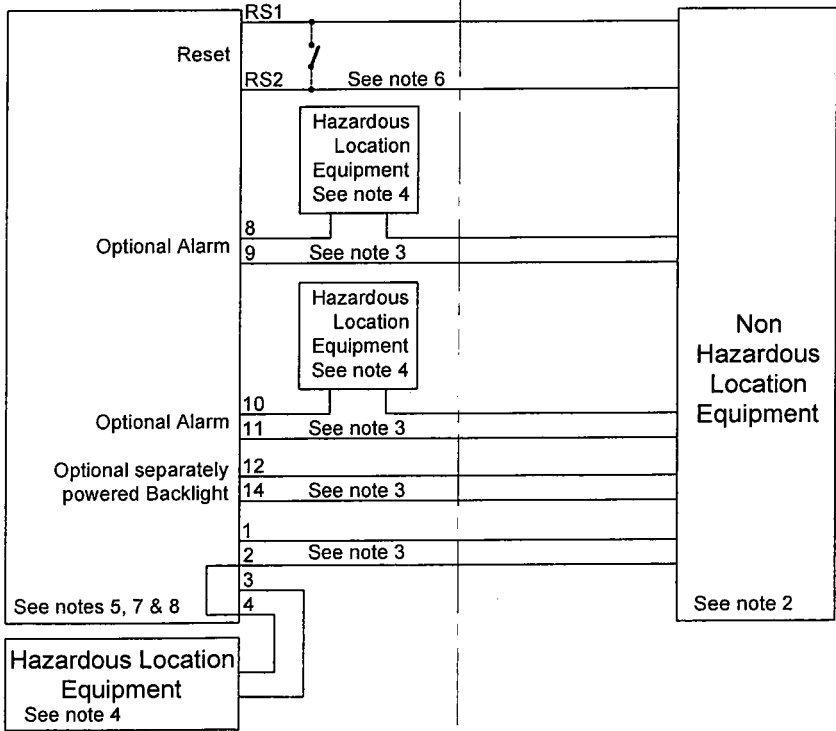 RS1
Reset
RS2
See note 6
Hazardous
Location
Equipment
See note 4
8
Optional Alarm
9
See note 3
Hazardous
Location
Equipment
See note 4
Non
Hazardous
Location
Equipment
10
Optional Alarm
11
See note 3
Optional separately
powered Backlight
12
14
See note 3
1
See note 3
2
3
See notes 5, 7 & 8
4
See note 2
Hazardous Location
Equipment
See note 4